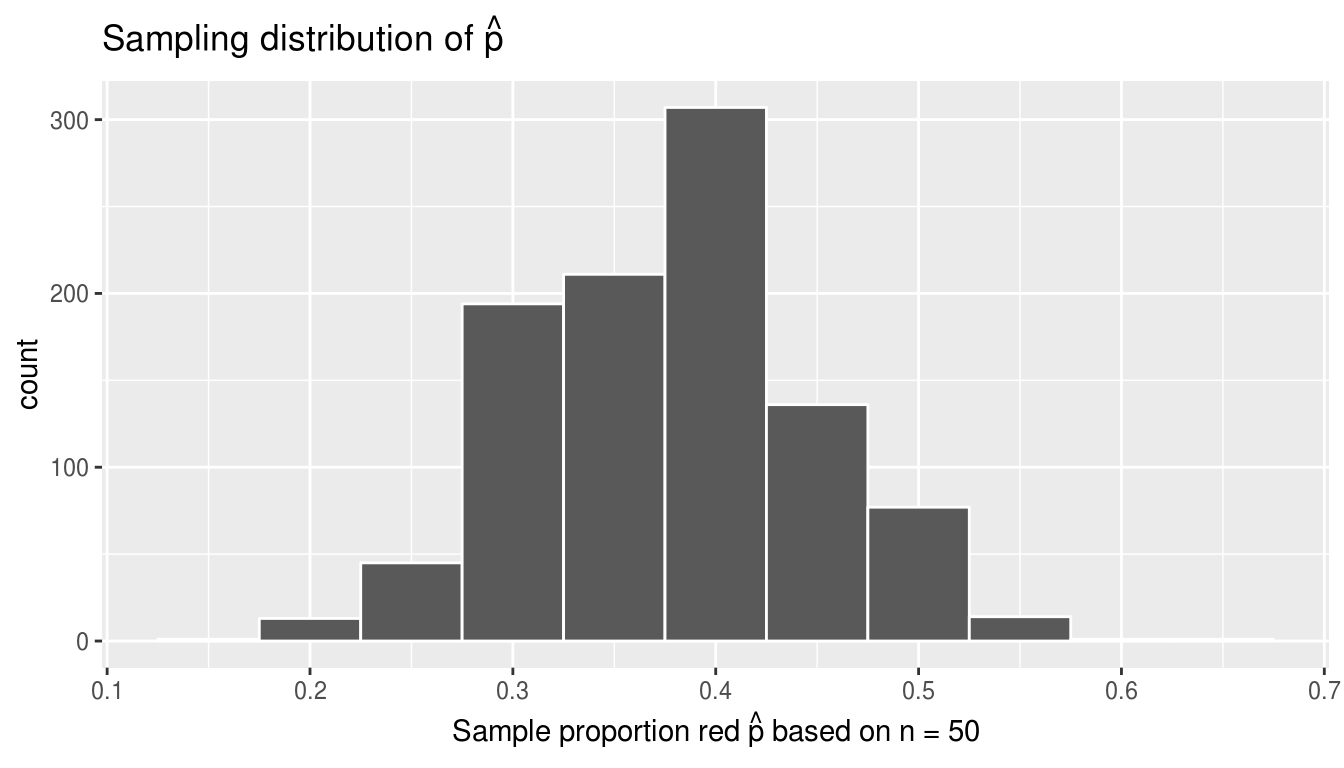 Sampling distribution of p̂
300
200
100
0
count
0.1 0.2 0.3 0.4 0.5 0.6 0.7
Sample proportion red p̂ based on n = 50